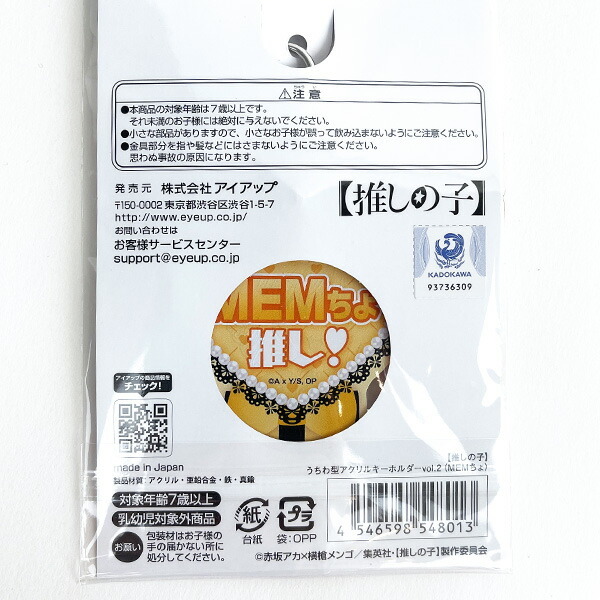 ⚠注意
●本商品の対象年齢は7歳以上です。
それ未満のお子様には絶対に与えないでください。
●小さな部品がありますので、小さなお子様が誤って飲み込まないようにご注意ください。
●金具部分を指や髪などにはさまないようにご注意ください。
思わぬ事故の原因になります。
発売元 株式会社 アイアップ
〒150-0002 東京都渋谷区渋谷1-5-7
http://www.eyeup.co.jp/
お問い合わせは
お客様サービスセンター
support@eyeup.co.jp
【推しの子】
KADOKAWA
93736309
MEMちょ
推し!
©A x Y/S, OP
アイアップの商品情報を
チェック!
made in Japan
製品材質:アクリル・亜鉛合金・鉄・真鍮
【推しの子】
うちわ型アクリルキーホルダーvol.2 (MEMちょ)
対象年齢7歳以上
乳幼児対象外商品
お願い
包装材はお子様の
手の届かない所に
処分してください。
紙
台紙
プラ
袋:OPP
4 546598 548013
©赤坂アカ×横槍メンゴ/集英社・【推しの子】製作委員会